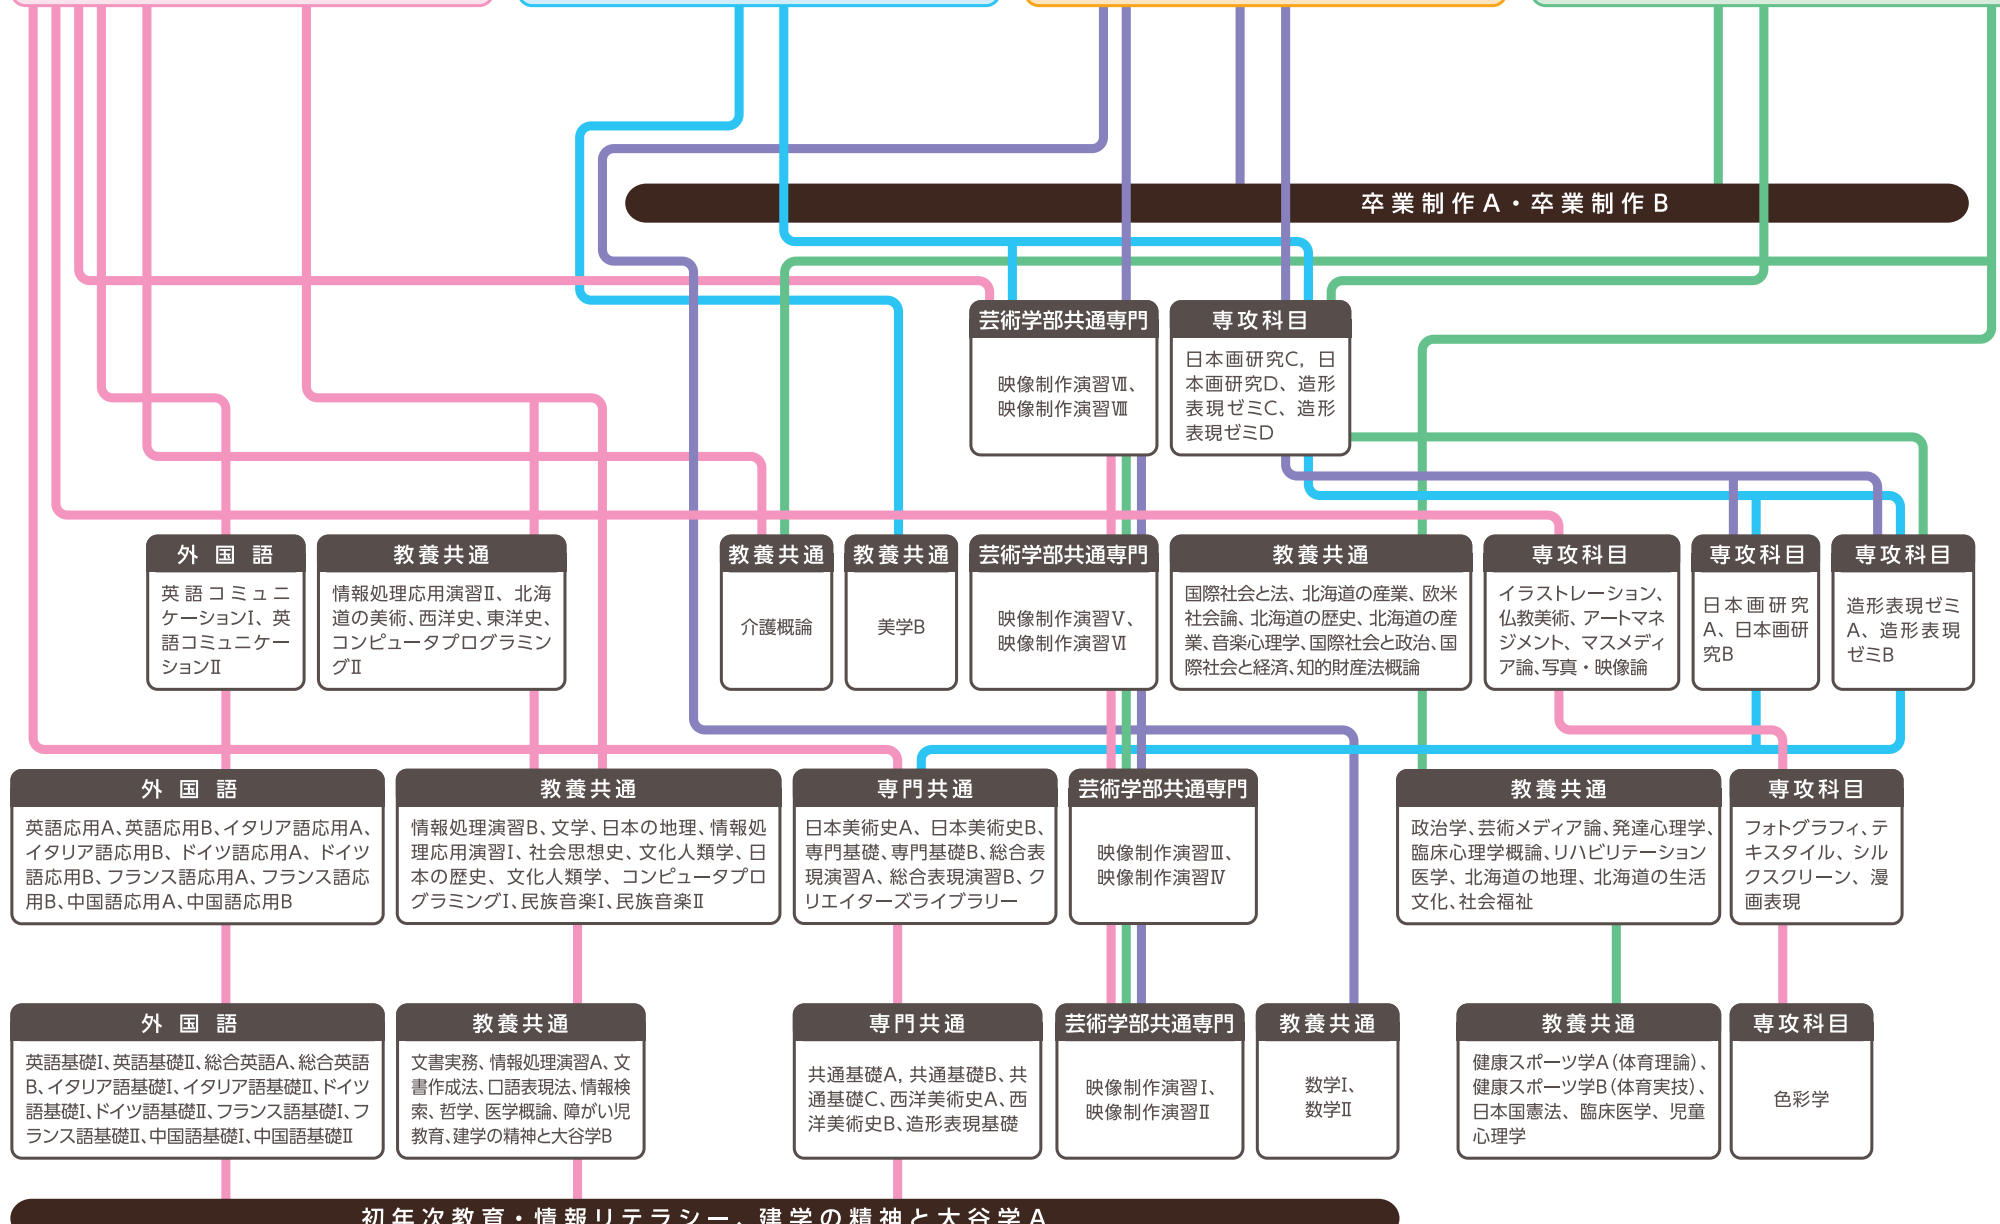 卒業制作A・卒業制作B
芸術学部共通専門
映像制作演習Ⅶ、
映像制作演習Ⅷ
専攻科目
日本画研究C，日
本画研究D、造形
表現ゼミC、造形
表現ゼミD
外国語
英語コミュニ
ケーションⅠ、英
語コミュニケー
ションⅡ
教養共通
情報処理応用演習Ⅱ、北海
道の美術、西洋史、東洋史、
コンピュータプログラミン
グⅡ
教養共通
介護概論
教養共通
美学B
芸術学部共通専門
映像制作演習Ⅴ、
映像制作演習Ⅵ
教養共通
国際社会と法、北海道の産業、欧米
社会論、北海道の歴史、北海道の産
業、音楽心理学、国際社会と政治、国
際社会と経済、知的財産法概論
専攻科目
イラストレーション、
仏教美術、アートマネ
ジメント、マスメディ
ア論、写真・映像論
専攻科目
日本画研究
A、日本画研
究B
専攻科目
造形表現ゼミ
A、造形表現
ゼミB
外国語
英語応用A、英語応用B、イタリア語応用A、
イタリア語応用B、ドイツ語応用A、ドイツ
語応用B、フランス語応用A、フランス語応
用B、中国語応用A、中国語応用B
教養共通
情報処理演習B、文学、日本の地理、情報処
理応用演習Ⅰ、社会思想史、文化人類学、日
本の歴史、文化人類学、コンピュータプロ
グラミングⅠ、民族音楽Ⅰ、民族音楽Ⅱ
専門共通
日本美術史A、日本美術史B、
専門基礎、専門基礎B、総合表
現演習A、総合表現演習B、ク
リエイターズライブラリー
芸術学部共通専門
映像制作演習Ⅲ、
映像制作演習Ⅳ
教養共通
政治学、芸術メディア論、発達心理学、
臨床心理学概論、リハビリテーション
医学、北海道の地理、北海道の生活
文化、社会福祉
専攻科目
フォトグラフィ、テ
キスタイル、シル
クスクリーン、漫
画表現
外国語
英語基礎Ⅰ、英語基礎Ⅱ、総合英語A、総合英語
B、イタリア語基礎Ⅰ、イタリア語基礎Ⅱ、ドイツ
語基礎Ⅰ、ドイツ語基礎Ⅱ、フランス語基礎Ⅰ、フ
ランス語基礎Ⅱ、中国語基礎Ⅰ、中国語基礎Ⅱ
教養共通
文書実務、情報処理演習A、文
書作成法、口語表現法、情報検
索、哲学、医学概論、障がい児
教育、建学の精神と大谷学B
専門共通
共通基礎A，共通基礎B、共
通基礎C、西洋美術史A、西
洋美術史B、造形表現基礎
芸術学部共通専門
映像制作演習Ⅰ、
映像制作演習Ⅱ
教養共通
数学Ⅰ、
数学Ⅱ
教養共通
健康スポーツ学A（体育理論）、
健康スポーツ学B（体育実技）、
日本国憲法、臨床医学、児童
心理学
専攻科目
色彩学
初年次教育・情報リテラシー、建学の精神と大谷学A